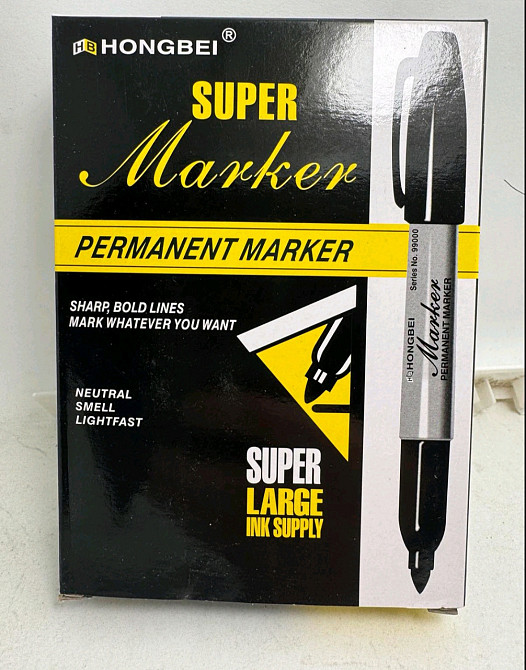 HB HONGBEI®
SUPER
Marker
PERMANENT MARKER
SHARP, BOLD LINES
MARK WHATEVER YOU WANT
NEUTRAL
SMELL
LIGHTFAST
SUPER
LARGE
INK SUPPLY
HB HONGBEI
Series No. 99000
Marker
PERMANENT MARKER